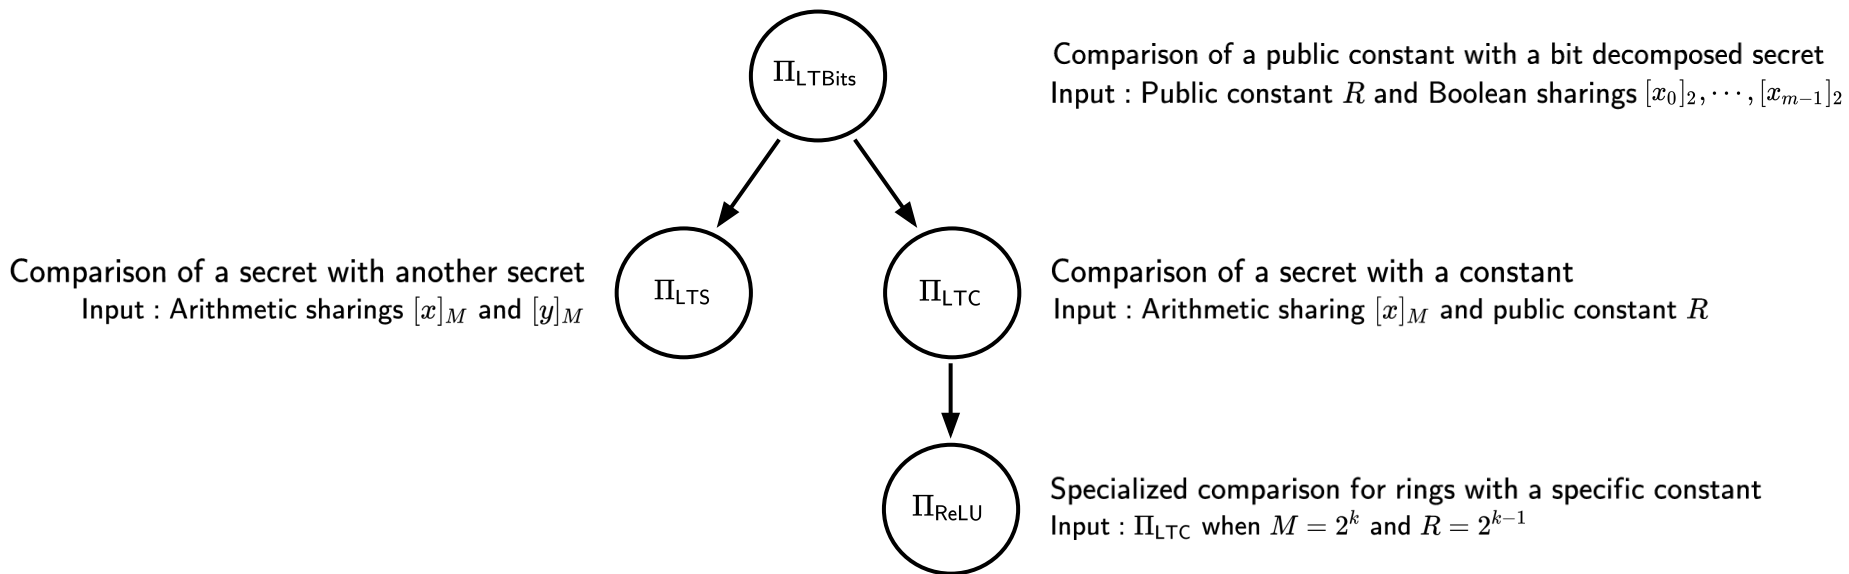 Π_LTBits
Comparison of a public constant with a bit decomposed secret
Input : Public constant R and Boolean sharings [x_0]_2, ⋯, [x_{m−1}]_2
Comparison of a secret with another secret
Input : Arithmetic sharings [x]_M and [y]_M
Π_LTS
Π_LTC
Comparison of a secret with a constant
Input : Arithmetic sharing [x]_M and public constant R
Π_ReLU
Specialized comparison for rings with a specific constant
Input : Π_LTC when M = 2^k and R = 2^{k−1}